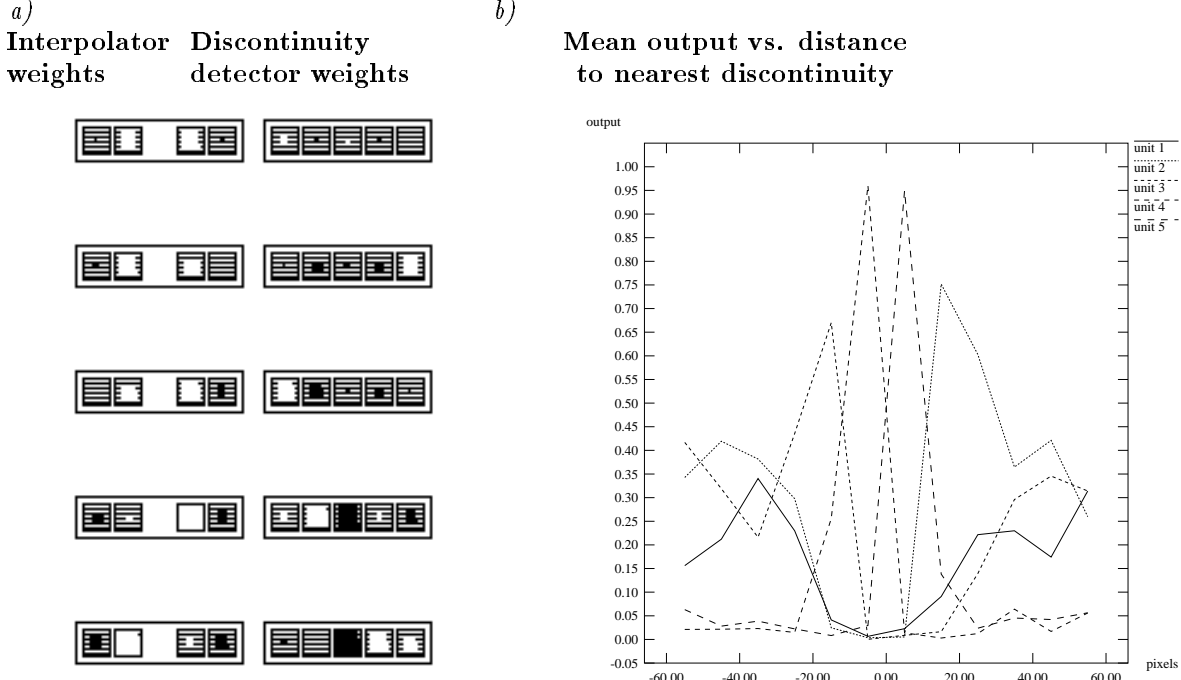 a)
Interpolator weights
Discontinuity detector weights
b)
Mean output vs. distance
to nearest discontinuity
output
1.00
0.95
0.90
0.85
0.80
0.75
0.70
0.65
0.60
0.55
0.50
0.45
0.40
0.35
0.30
0.25
0.20
0.15
0.10
0.05
0.00
-0.05
-60.00 -40.00 -20.00 0.00 20.00 40.00 60.00
pixels
unit 1
unit 2
unit 3
unit 4
unit 5